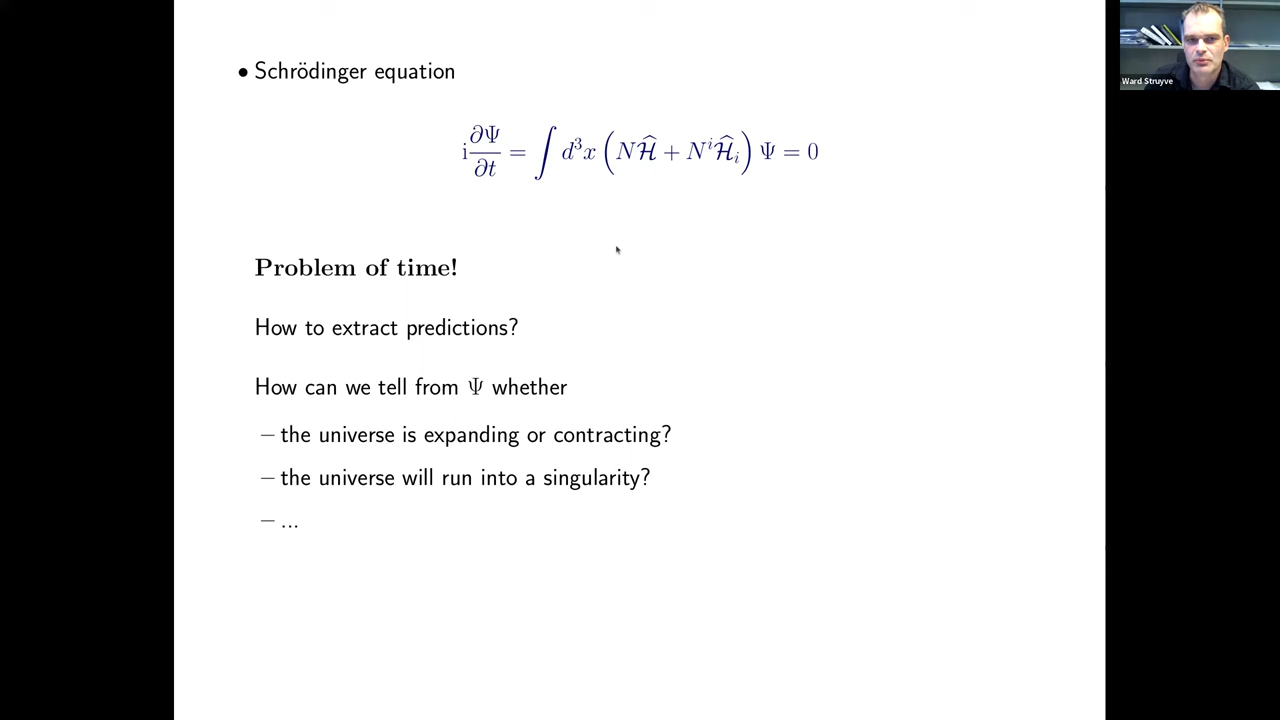 • Schrödinger equation
i∂Ψ/∂t = ∫ d³x (Nℋ̂ + Nⁱℋ̂ᵢ) Ψ = 0
Problem of time!
How to extract predictions?
How can we tell from Ψ whether
– the universe is expanding or contracting?
– the universe will run into a singularity?
– ...
Ward Struyve